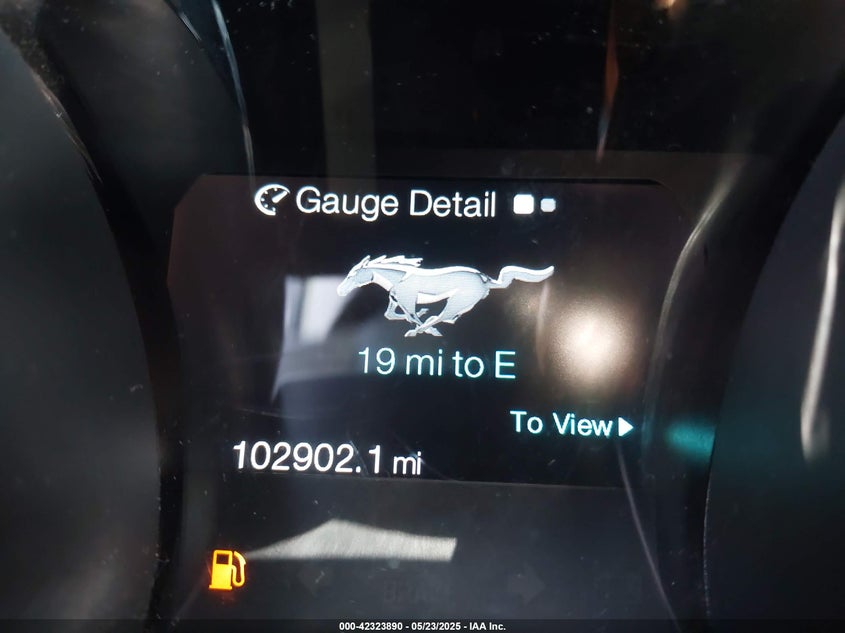 Gauge Detail
19 mi to E
To View
102902.1 mi
000-42323890 - 05/23/2025 - IAA Inc.